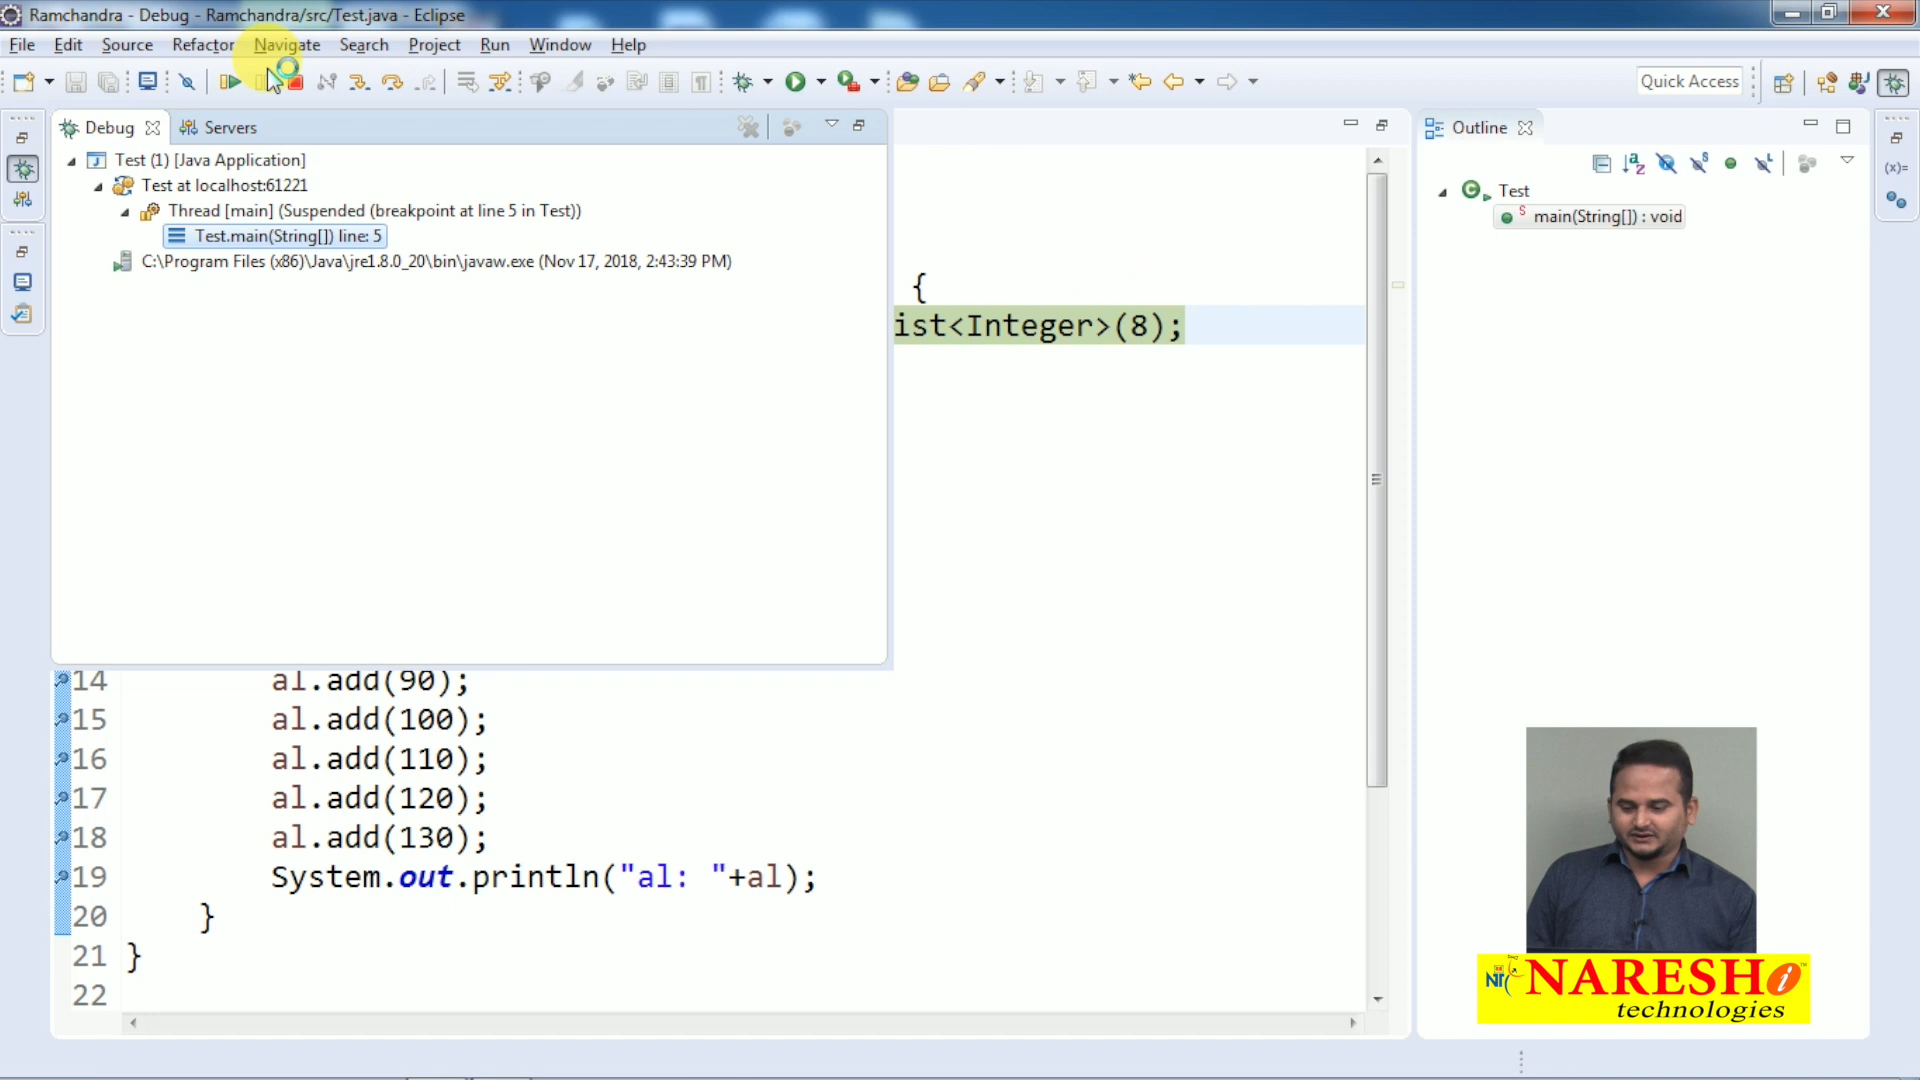 Ramchandra - Debug - Ramchandra/src/Test.java - Eclipse
File Edit Source Refactor Navigate Search Project Run Window Help
Quick Access
Debug Servers
Test (1) [Java Application]
Test at localhost:61221
Thread [main] (Suspended (breakpoint at line 5 in Test))
Test.main(String[]) line: 5
C:\Program Files (x86)\Java\jre1.8.0_20\bin\javaw.exe (Nov 17, 2018, 2:43:39 PM)
{
ist<Integer>(8);
14 al.add(90);
15 al.add(100);
16 al.add(110);
17 al.add(120);
18 al.add(130);
19 System.out.println("al: "+al);
20 }
21 }
22
Outline
Test
main(String[]) : void
(x)=
NARESH i
technologies